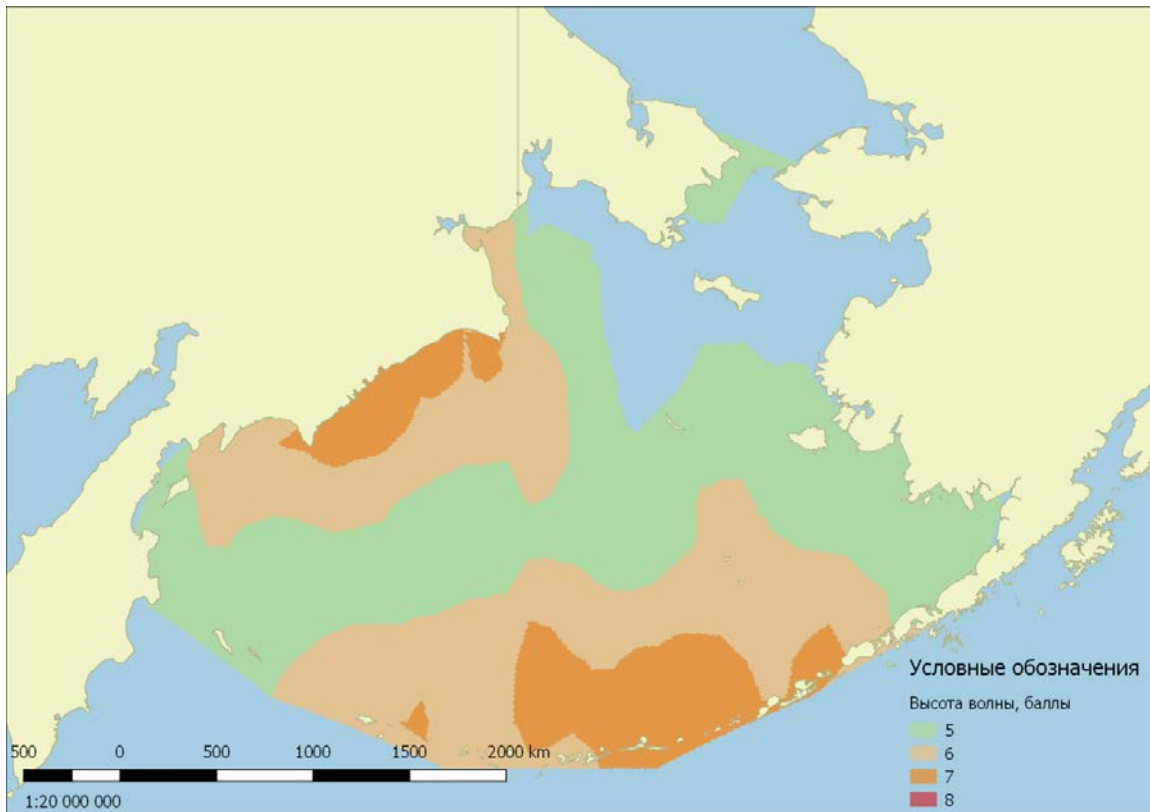 Условные обозначения
Высота волны, баллы
5
6
7
8
500 0 500 1000 1500 2000 km
1:20 000 000